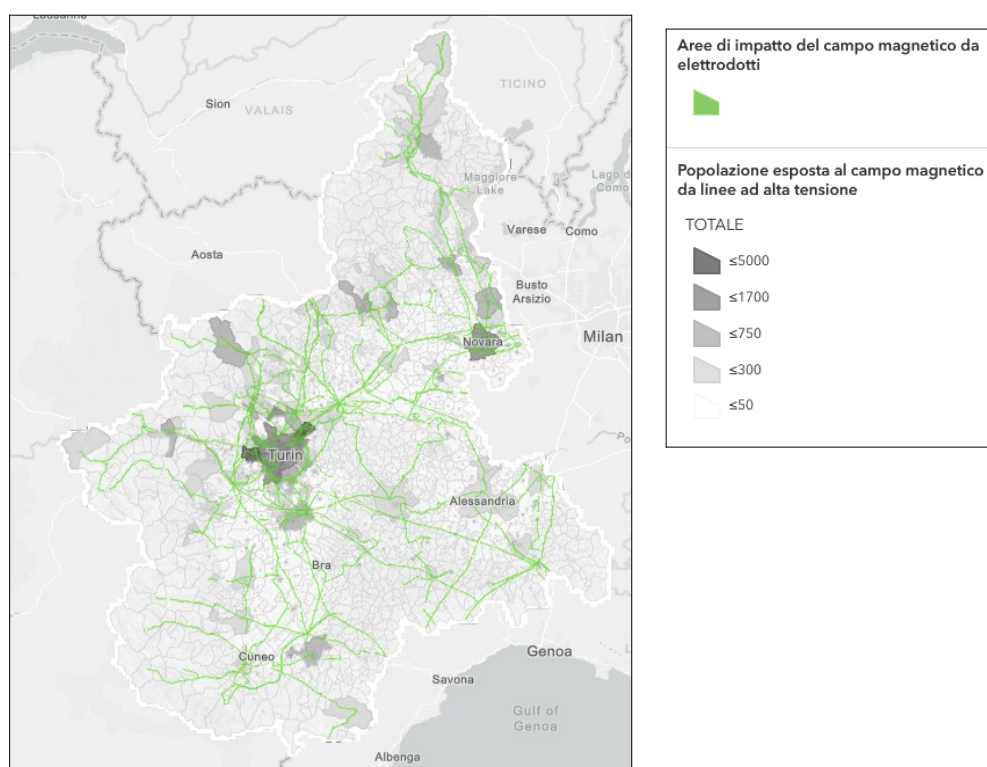 Lausanne
Sion
VALAIS
TICINO
Maggiore
Lake
Lago d
Como
Aosta
Varese
Como
Busto
Arsizio
Novara
Milan
Turin
Alessandria
Bra
Cuneo
Genoa
Savona
Gulf of
Genoa
Albenga
Aree di impatto del campo magnetico da
elettrodotti
Popolazione esposta al campo magnetico
da linee ad alta tensione
TOTALE
≤5000
≤1700
≤750
≤300
≤50